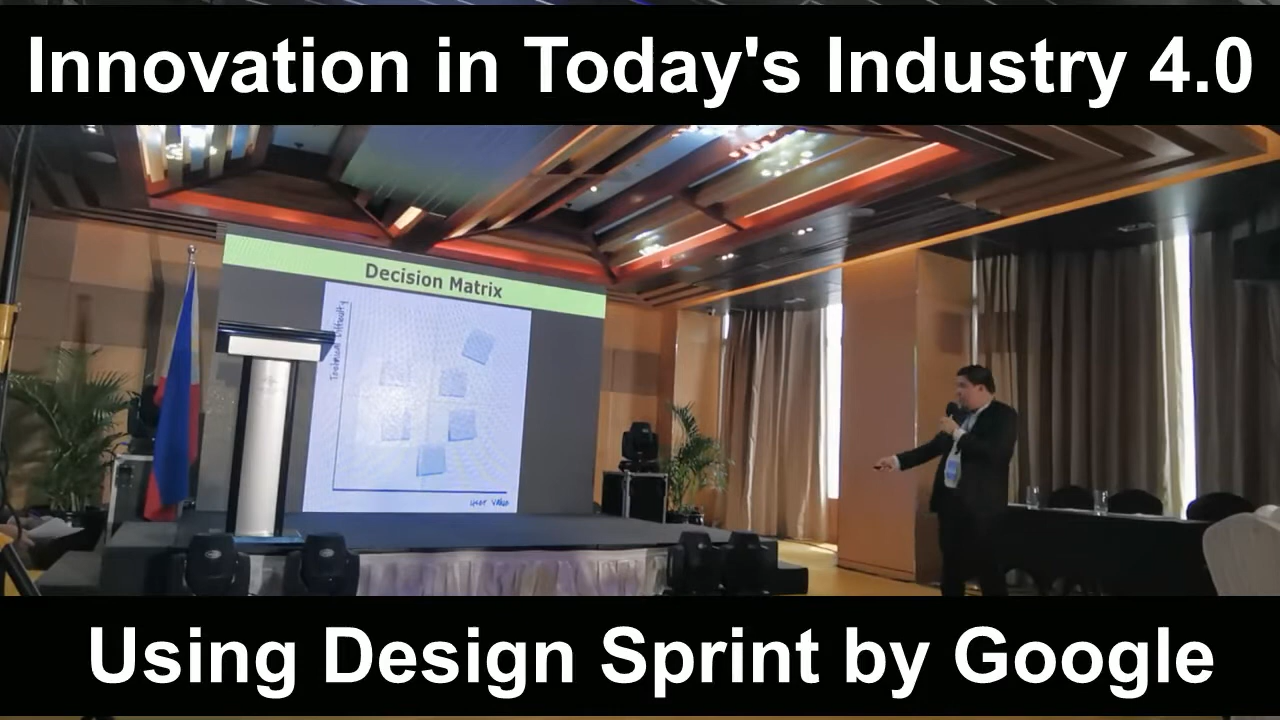 Innovation in Today's Industry 4.0
Decision Matrix
Technical Difficulty
User Value
Using Design Sprint by Google